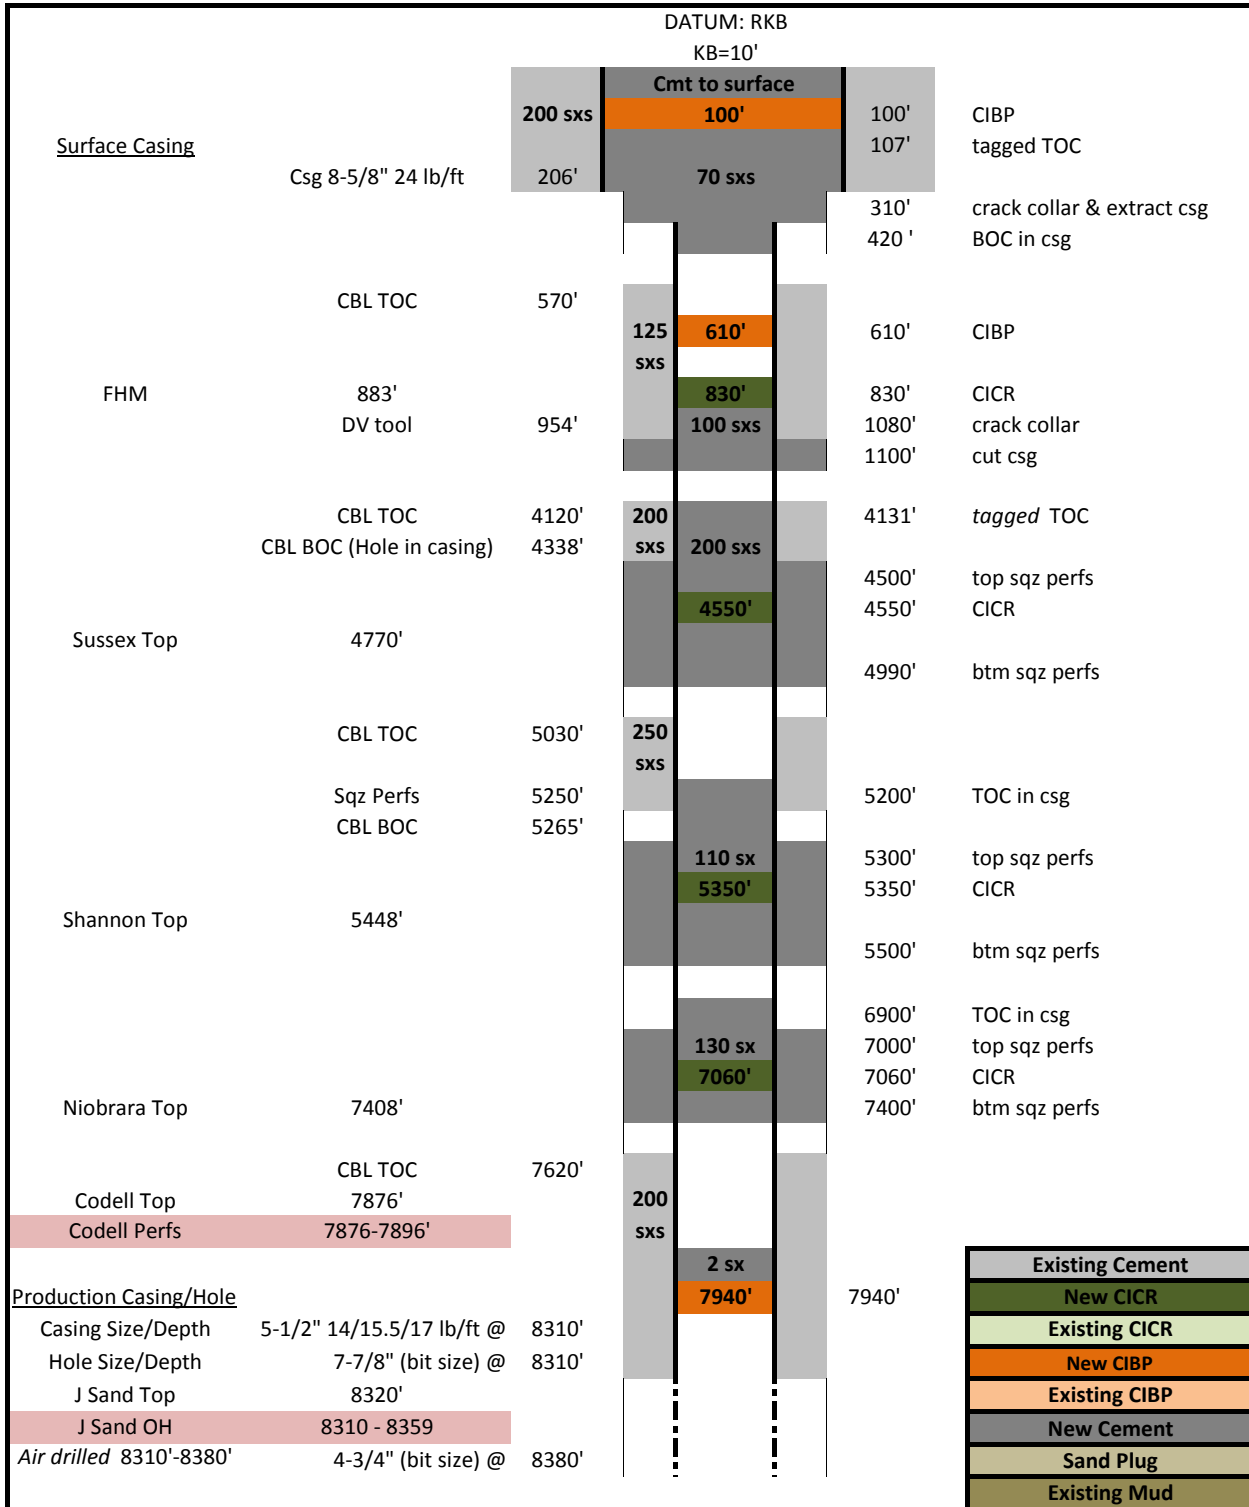 DATUM: RKB
KB=10'
Cmt to surface
200 sxs 100' 100' CIBP
Surface Casing 107' tagged TOC
Csg 8-5/8" 24 lb/ft 206' 70 sxs
310' crack collar & extract csg
420 ' BOC in csg
CBL TOC 570'
125 610' 610' CIBP
sxs
FHM 883' 830' 830' CICR
DV tool 954' 100 sxs 1080' crack collar
1100' cut csg
CBL TOC 4120' 200 4131' tagged TOC
CBL BOC (Hole in casing) 4338' sxs 200 sxs
4500' top sqz perfs
4550' 4550' CICR
Sussex Top 4770'
4990' btm sqz perfs
CBL TOC 5030' 250
sxs
Sqz Perfs 5250' 5200' TOC in csg
CBL BOC 5265'
110 sx 5300' top sqz perfs
5350' 5350' CICR
Shannon Top 5448'
5500' btm sqz perfs
6900' TOC in csg
130 sx 7000' top sqz perfs
7060' 7060' CICR
Niobrara Top 7408' 7400' btm sqz perfs
CBL TOC 7620'
Codell Top 7876' 200
Codell Perfs 7876-7896' sxs
2 sx Existing Cement
Production Casing/Hole 7940' 7940' New CICR
Casing Size/Depth 5-1/2" 14/15.5/17 lb/ft @ 8310' Existing CICR
Hole Size/Depth 7-7/8" (bit size) @ 8310' New CIBP
J Sand Top 8320' Existing CIBP
J Sand OH 8310 - 8359 New Cement
Air drilled 8310'-8380' 4-3/4" (bit size) @ 8380' Sand Plug
Existing Mud